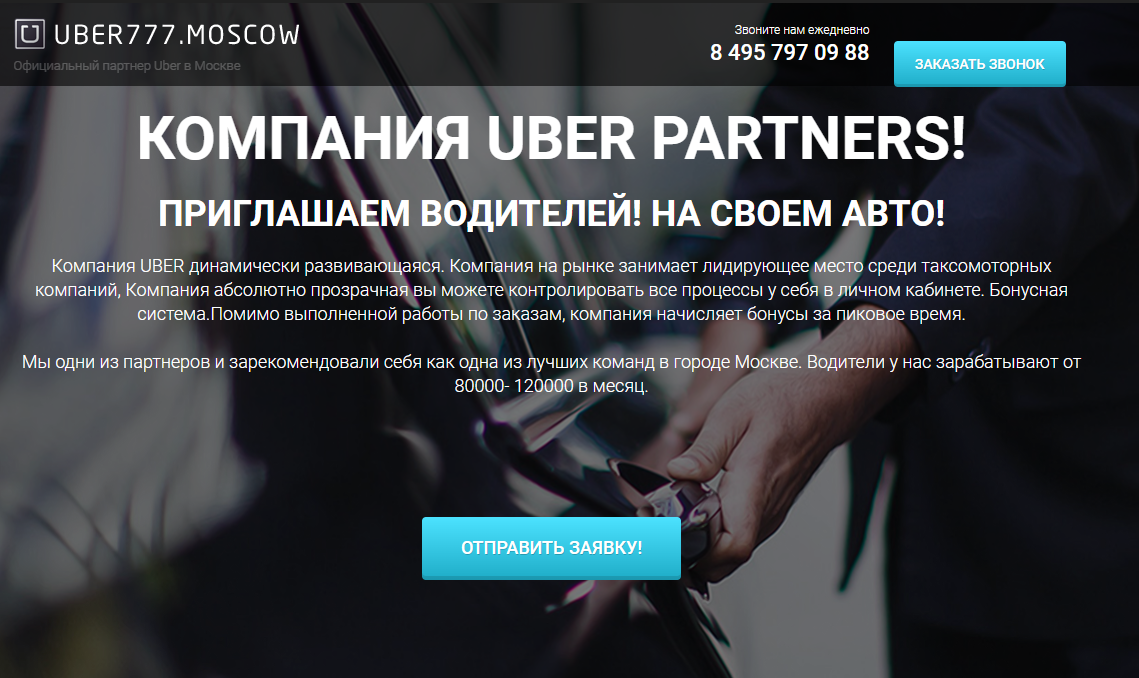 UBER777.MOSCOW
Официальный партнер Uber в Москве
Звоните нам ежедневно
8 495 797 09 88
ЗАКАЗАТЬ ЗВОНОК
КОМПАНИЯ UBER PARTNERS!
ПРИГЛАШАЕМ ВОДИТЕЛЕЙ! НА СВОЕМ АВТО!
Компания UBER динамически развивающаяся. Компания на рынке занимает лидирующее место среди таксомоторных
компаний, Компания абсолютно прозрачная вы можете контролировать все процессы у себя в личном кабинете. Бонусная
система.Помимо выполненной работы по заказам, компания начисляет бонусы за пиковое время.
Мы одни из партнеров и зарекомендовали себя как одна из лучших команд в городе Москве. Водители у нас зарабатывают от
80000- 120000 в месяц.
ОТПРАВИТЬ ЗАЯВКУ!